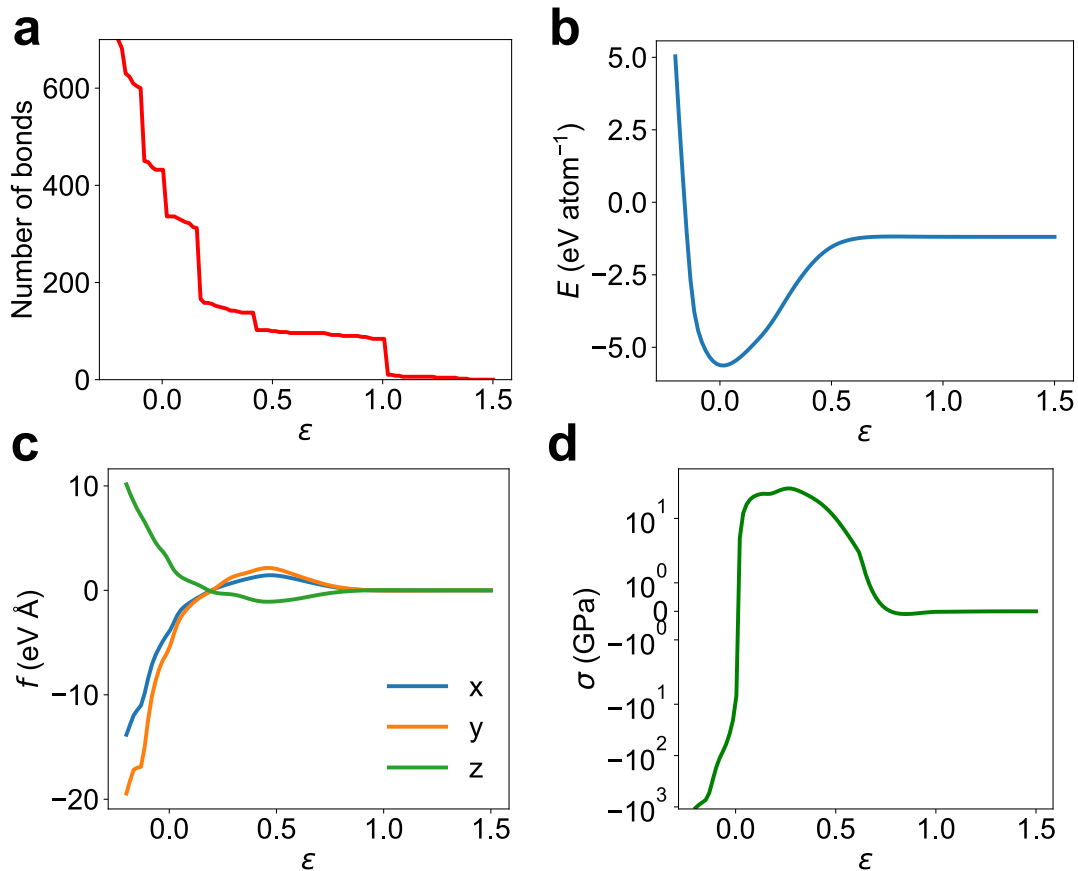 a
Number of bonds
600
400
200
0
0.0 0.5 1.0 1.5
ε
b
E (eV atom⁻¹)
5.0
2.5
0.0
−2.5
−5.0
0.0 0.5 1.0 1.5
ε
c
f (eV Å)
10
0
−10
−20
x
y
z
0.0 0.5 1.0 1.5
ε
d
σ (GPa)
10¹
10⁰
0
−10⁰
−10¹
−10²
−10³
0.0 0.5 1.0 1.5
ε